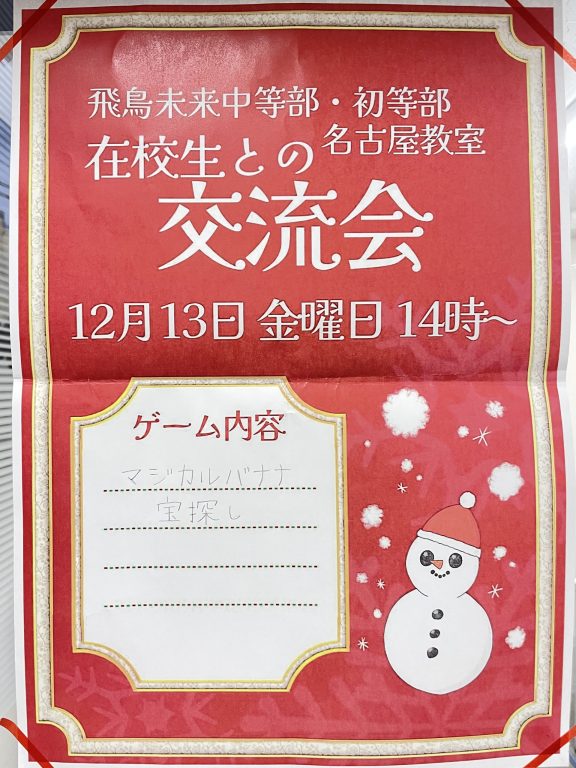 飛鳥未来中等部・初等部
名古屋教室
在校生との
交流会
12月13日 金曜日 14時〜
ゲーム内容
マジカルバナナ
宝探し